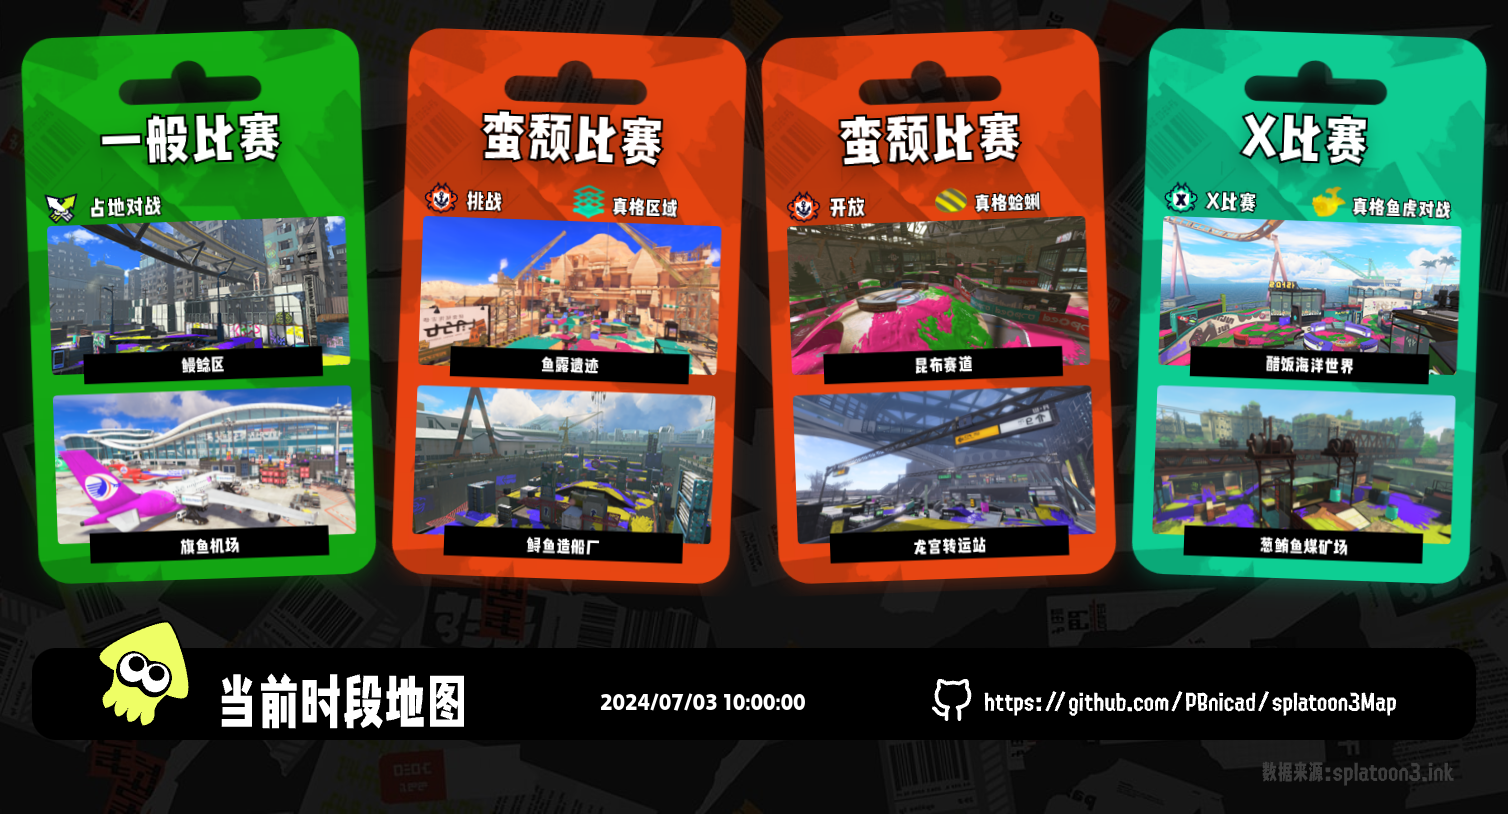 一般比赛
占地对战
鳗鲶区
旗鱼机场
蛮颓比赛
挑战
真格区域
鱼露遗迹
鲟鱼造船厂
蛮颓比赛
开放
真格蛤蜊
昆布赛道
龙宫转运站
X比赛
X比赛
真格鱼虎对战
醋饭海洋世界
葱鲔鱼煤矿场
当前时段地图
2024/07/03 10:00:00
https://github.com/PBnicad/splatoon3Map
数据来源:splatoon3.ink